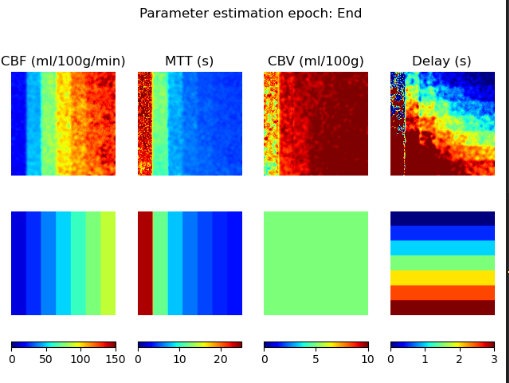 Parameter estimation epoch: End
CBF (ml/100g/min) MTT (s) CBV (ml/100g) Delay (s)
0 50 100 150 0 10 20 0 5 10 0 1 2 3